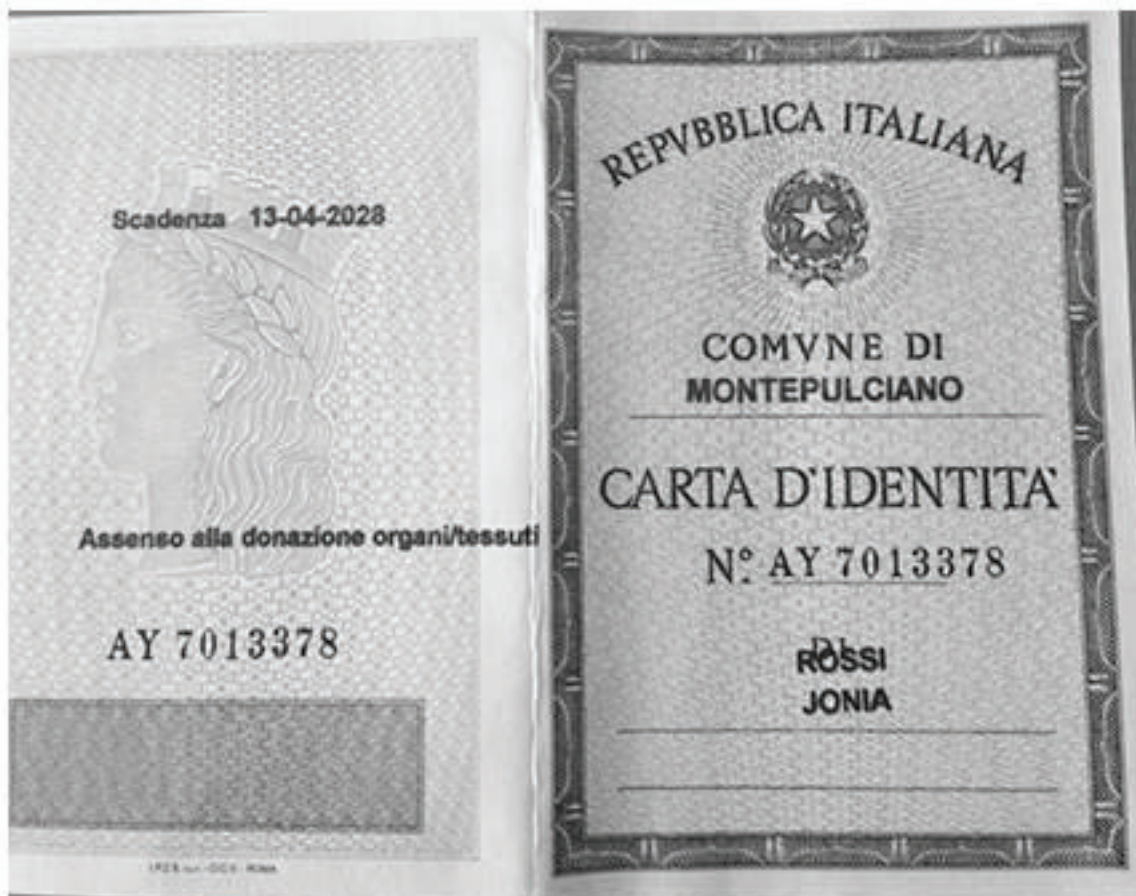 Scadenza 13-04-2028
Assenso alla donazione organi/tessuti
AY 7013378
REPVBBLICA ITALIANA
COMVNE DI
MONTEPULCIANO
CARTA D'IDENTITA'
N° AY 7013378
DI
ROSSI
JONIA